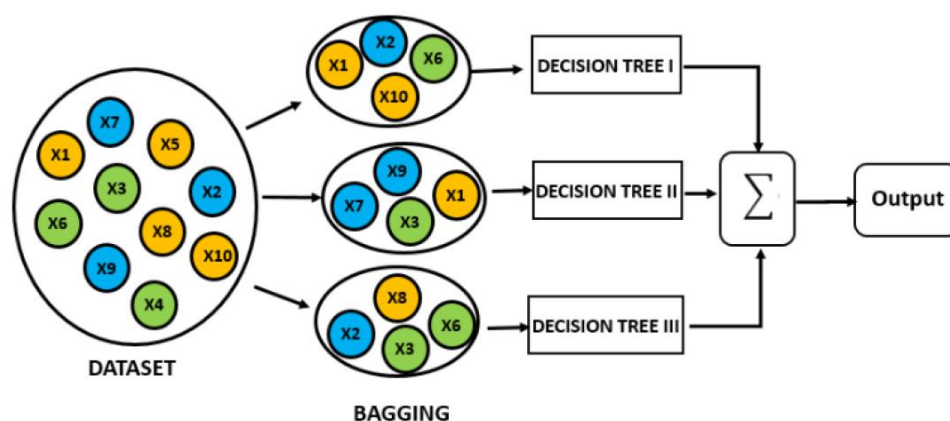 X7
X1
X5
X3
X2
X6
X8
X10
X9
X4
DATASET
X2
X1
X6
X10
X9
X7
X1
X3
X8
X2
X6
X3
BAGGING
DECISION TREE I
DECISION TREE II
DECISION TREE III
∑
Output